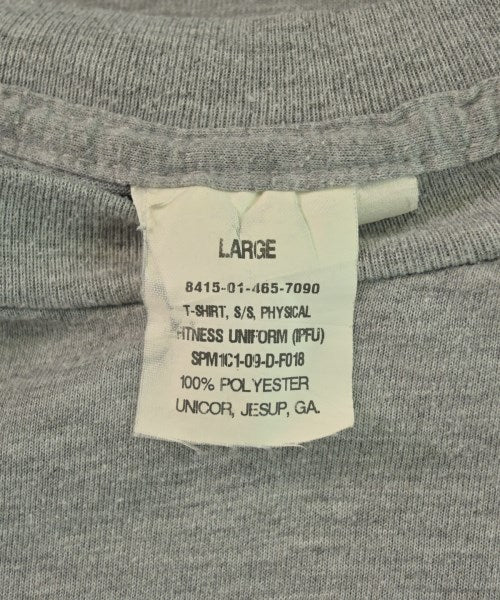 LARGE
8415-01-465-7090
T-SHIRT, S/S, PHYSICAL
FITNESS UNIFORM (IPFU)
SPM1C1-09-D-F018
100% POLYESTER
UNICOR, JESUP, GA.